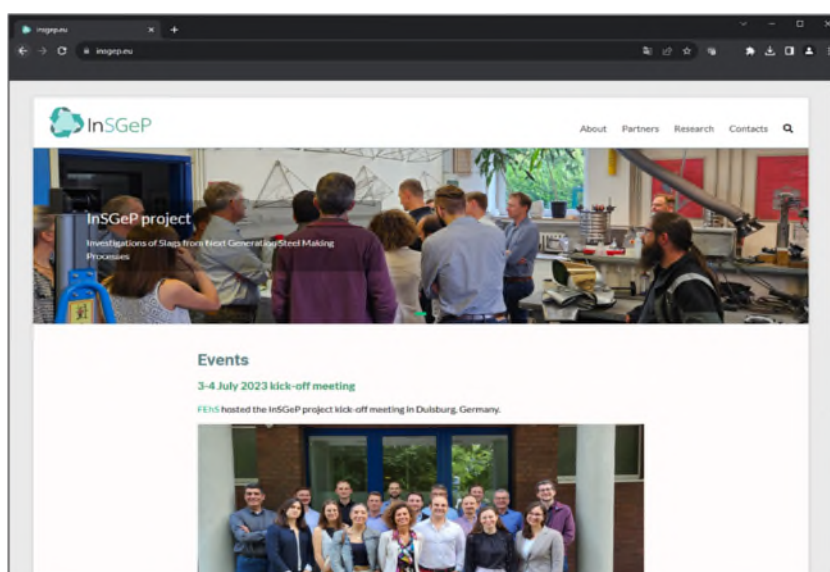 insgep.eu
insgep.eu
InSGeP
About Partners Research Contacts
InSGeP project
Investigations of Slags from Next Generation Steel Making
Processes
Events
3-4 July 2023 kick-off meeting
FEhS hosted the InSGeP project kick-off meeting in Duisburg, Germany.